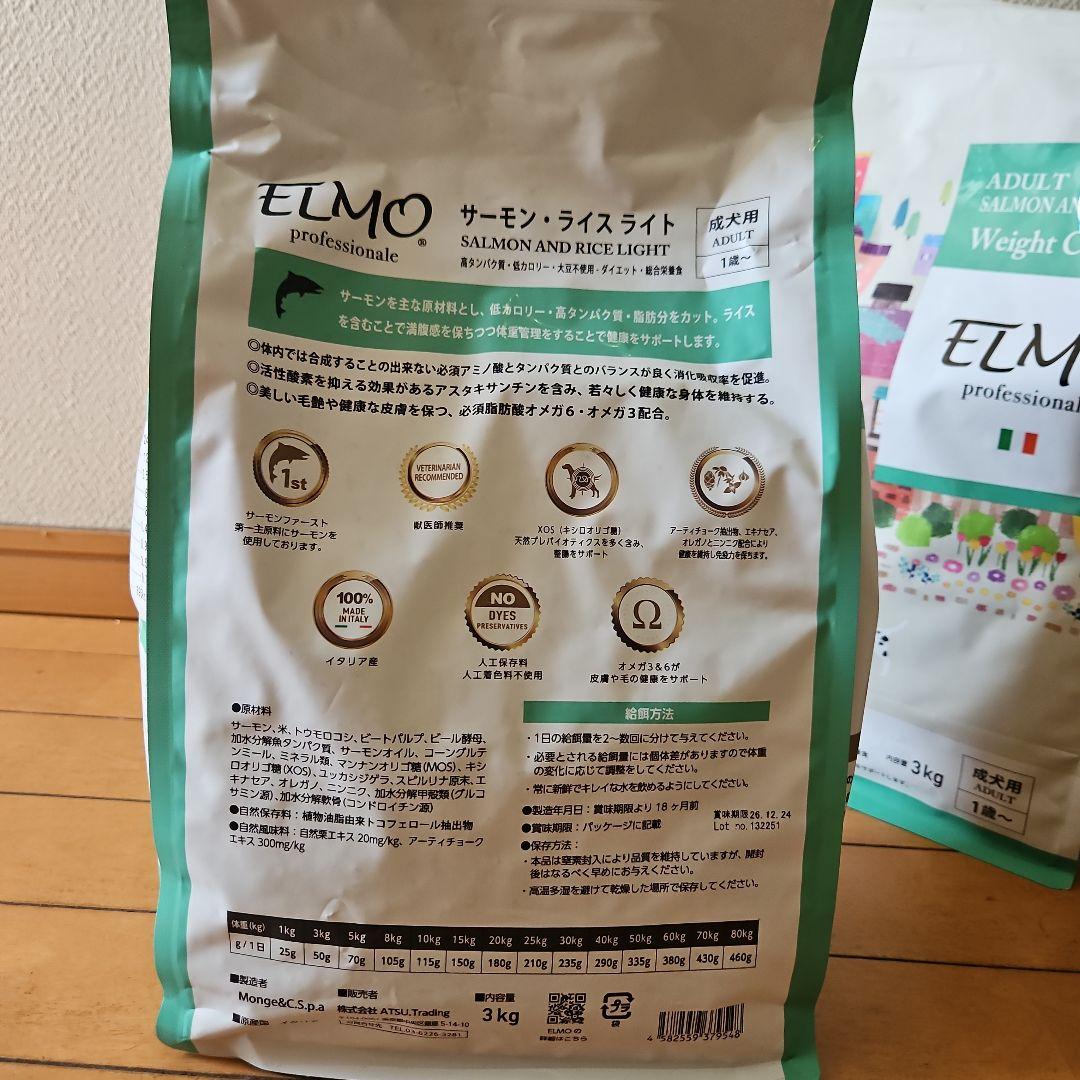 ELMO
professionale®
サーモン・ライス ライト
SALMON AND RICE LIGHT
高タンパク質・低カロリー・大豆不使用 - ダイエット・総合栄養食
成犬用
ADULT
1歳～
サーモンを主な原材料とし、低カロリー・高タンパク質・脂肪分をカット。ライス
を含むことで満腹感を保ちつつ体重管理をすることで健康をサポートします。
◎体内では合成することの出来ない必須アミノ酸とタンパク質とのバランスが良く消化吸収率を促進。
◎活性酸素を抑える効果があるアスタキサンチンを含み、若々しく健康な身体を維持する。
◎美しい毛艶や健康な皮膚を保つ、必須脂肪酸オメガ6・オメガ3配合。
1st
サーモンファースト
第一主原料にサーモンを
使用しております。
VETERINARIAN
RECOMMENDED
獣医師推奨
XOS（キシロオリゴ糖）
天然プレバイオティクスを多く含み、
整腸をサポート
アーティチョーク抽出物、エキナセア、
オレガノとニンニク配合により
健康を維持し免疫力を保ちます。
100%
MADE
IN ITALY
イタリア産
NO
DYES
PRESERVATIVES
人工保存料
人工着色料不使用
Ω
オメガ3&6が
皮膚や毛の健康をサポート
●原材料
サーモン、米、トウモロコシ、ビートパルプ、ビール酵母、
加水分解魚タンパク質、サーモンオイル、コーングルテ
ンミール、ミネラル類、マンナンオリゴ糖(MOS)、キシ
ロオリゴ糖(XOS)、ユッカシジゲラ、スピルリナ原末、エ
キナセア、オレガノ、ニンニク、加水分解甲殻類(グルコ
サミン源)、加水分解軟骨(コンドロイチン源)
●自然保存料：植物油脂由来トコフェロール抽出物
●自然風味料：自然栗エキス 20mg/kg、アーティチョーク
エキス 300mg/kg
給餌方法
・1日の給餌量を2～数回に分けて与えてください。
・必要とされる給餌量には個体差がありますので体重
の変化に応じて調整をしてください。
・常に新鮮でキレイな水を飲めるようにしてください。
●製造年月日：賞味期限より 18ヶ月前
●賞味期限：パッケージに記載
賞味期限26.12.24
Lot no.132251
●保存方法：
・本品は窒素封入により品質を維持していますが、開封
後はなるべく早めにお与えください。
・高温多湿を避けて乾燥した場所で保存してください。
体重(kg) 1kg 3kg 5kg 8kg 10kg 15kg 20kg 25kg 30kg 40kg 50kg 60kg 70kg 80kg
g/1日 25g 50g 70g 105g 115g 150g 180g 210g 235g 290g 335g 380g 430g 460g
■製造者
Monge&C.S.p.a
■販売者
株式会社 ATSU.Trading
5-14-10
TEL.03-6226-3281
■内容量
3kg
ELMOの
詳細はこちら
プラ
袋
4 582559 379548
ADULT
SALMON AN
Weight C
ELM
professional
内容量 3kg
成犬用
ADULT
1歳～